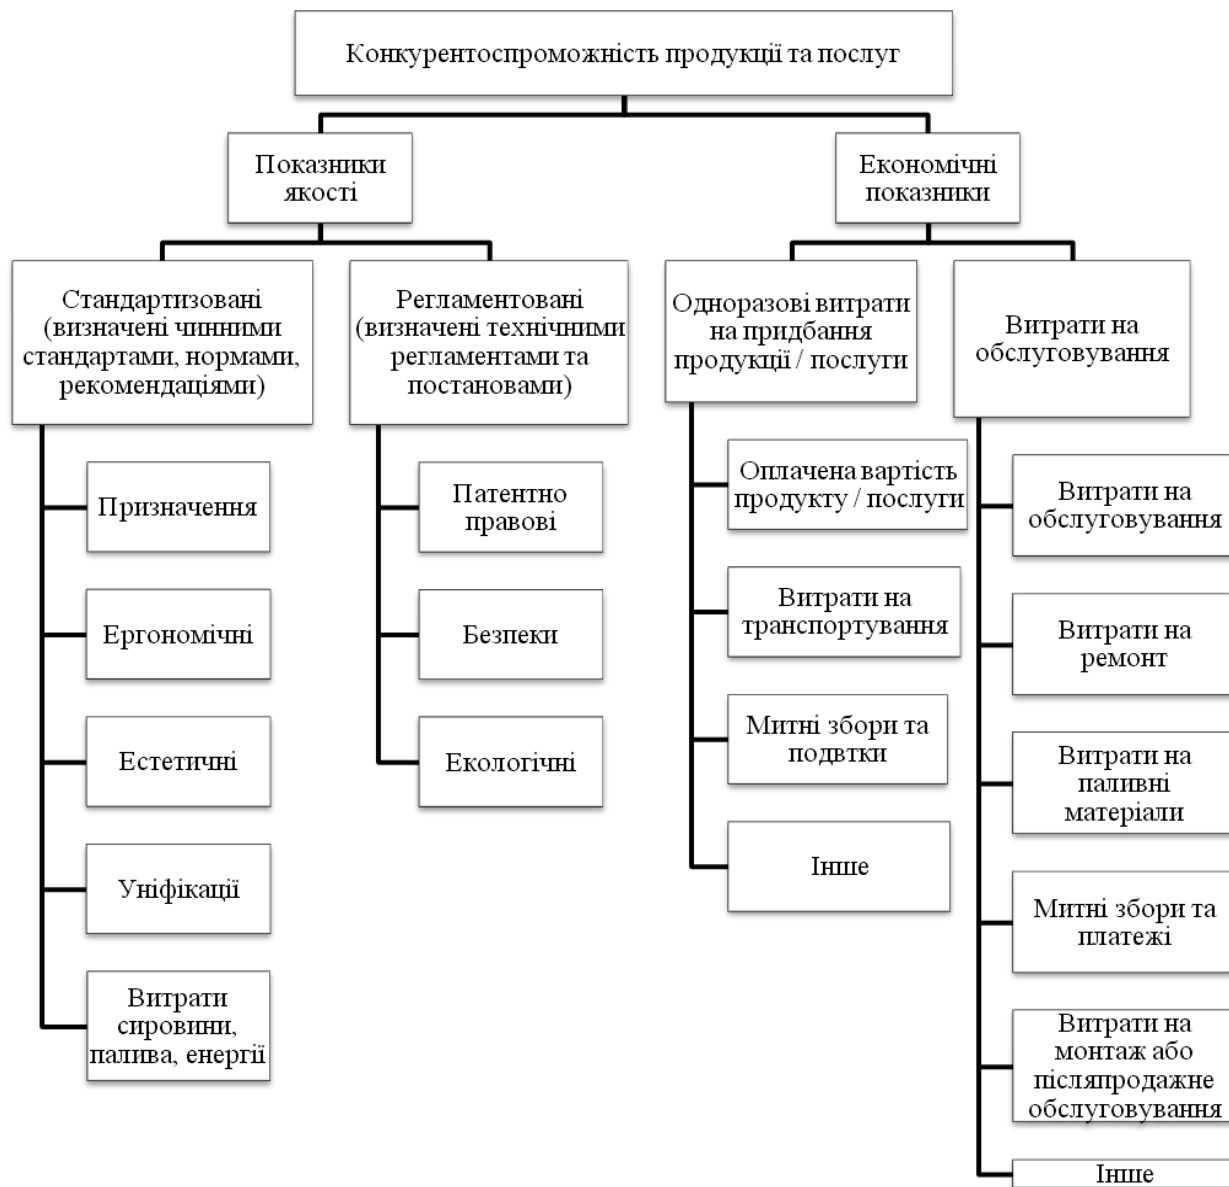 Конкурентоспроможність продукції та послуг
Показники
якості
Економічні
показники
Стандартизовані
(визначені чинними
стандартами, нормами,
рекомендаціями)
Регламентовані
(визначені технічними
регламентами та
постановами)
Одноразові витрати
на придбання
продукції / послуги
Витрати на
обслуговування
Призначення
Ергономічні
Естетичні
Уніфікації
Витрати
сировини,
палива, енергії
Патентно
правові
Безпеки
Екологічні
Оплачена вартість
продукту / послуги
Витрати на
транспортування
Митні збори та
подвтки
Інше
Витрати на
обслуговування
Витрати на
ремонт
Витрати на
паливні
матеріали
Митні збори та
платежі
Витрати на
монтаж або
післяпродажне
обслуговування
Інше